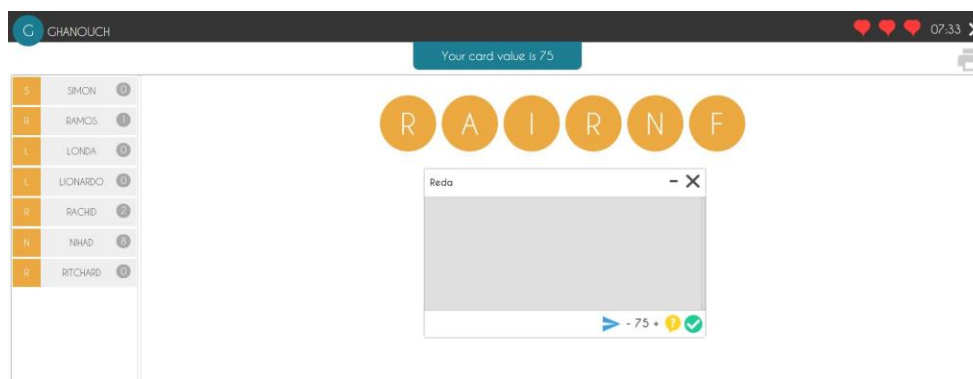 G GHANOUCH 07:33
Your card value is 75
S SIMON 0
R RAMOS 1
L LONDA 0
L LIONARDO 0
R RACHID 2
N NIHAD 8
R RITCHARD 0
R A I R N F
Reda
- 75 + ?